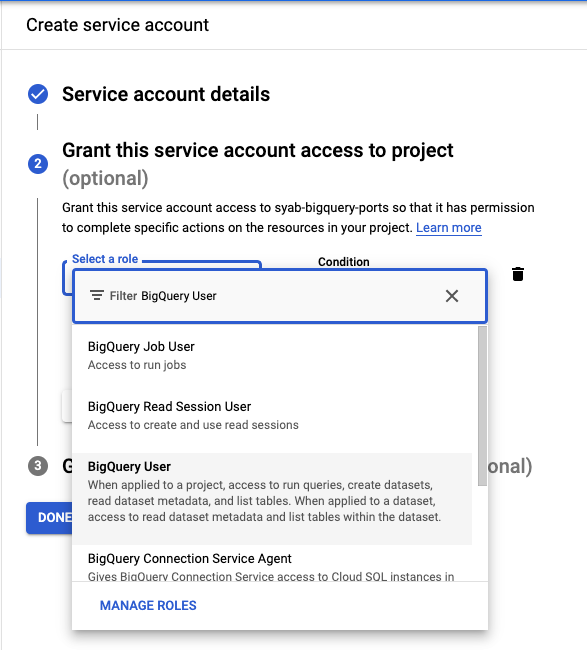 Create service account
Service account details
2
Grant this service account access to project
(optional)
Grant this service account access to syab-bigquery-ports so that it has permission
to complete specific actions on the resources in your project. Learn more
Select a role
Condition
Filter BigQuery User
BigQuery Job User
Access to run jobs
BigQuery Read Session User
Access to create and use read sessions
BigQuery User
When applied to a project, access to run queries, create datasets,
read dataset metadata, and list tables. When applied to a dataset,
access to read dataset metadata and list tables within the dataset.
3
G
onal)
DONE
BigQuery Connection Service Agent
Gives BigQuery Connection Service access to Cloud SQL instances in
MANAGE ROLES